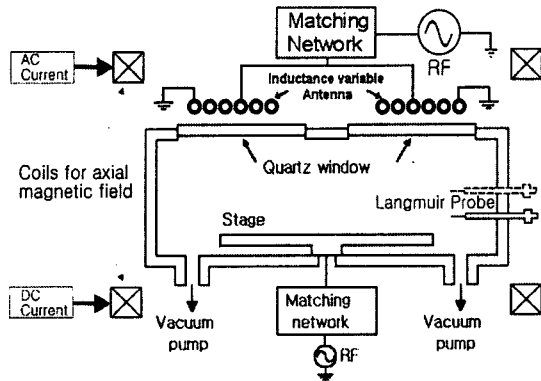 Matching
Network
RF
AC
Current
Inductance variable
Antenna
Quartz window
Coils for axial
magnetic field
Langmuir Probe
Stage
DC
Current
Matching
network
Vacuum
pump
Vacuum
pump
RF